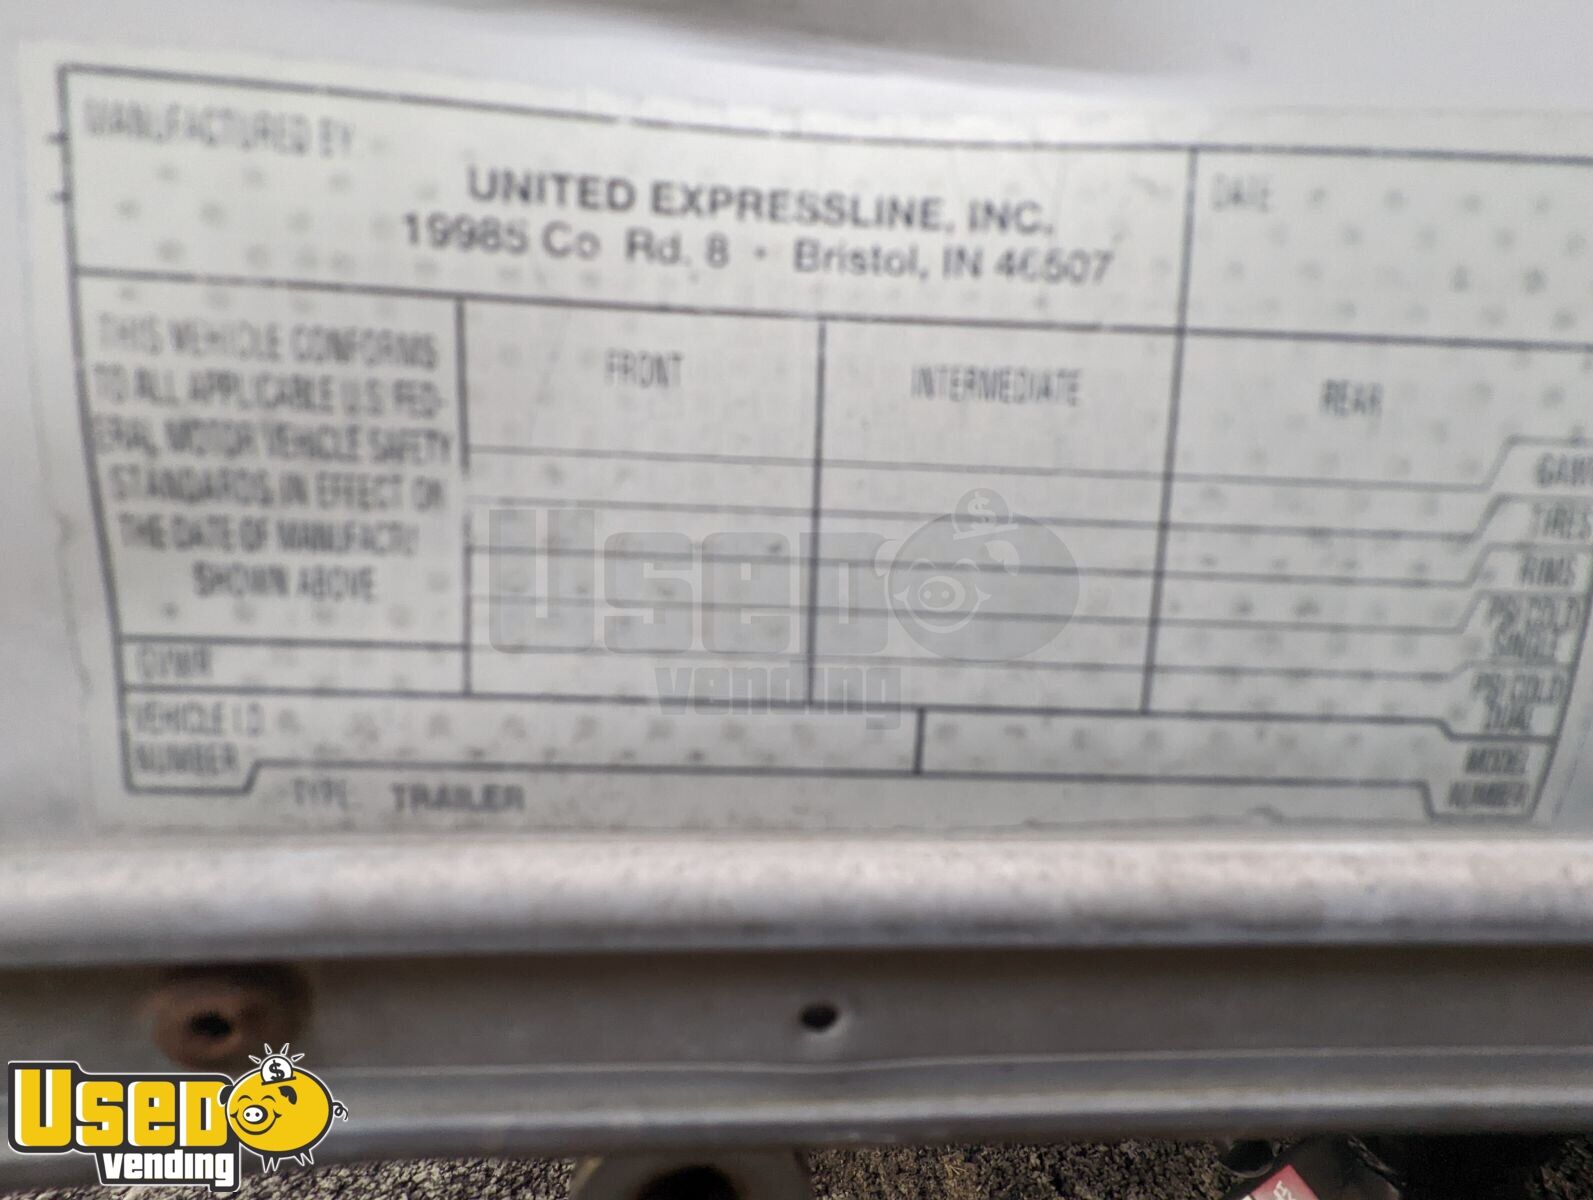 MANUFACTURED BY
UNITED EXPRESSLINE, INC.
19985 Co Rd. 8 • Bristol, IN 46507
DATE
THIS VEHICLE CONFORMS
TO ALL APPLICABLE U.S. FED-
ERAL MOTOR VEHICLE SAFETY
STANDARDS IN EFFECT ON
THE DATE OF MANUFACTU
SHOWN ABOVE
FRONT
INTERMEDIATE
REAR
GAWR
TIRES
RIMS
PSI COLD
SINGLE
PSI COLD
DUAL
GVWR
VEHICLE I.D.
NUMBER
MODEL
NUMBER
TYPE TRAILER
USED
vending
USED
vending